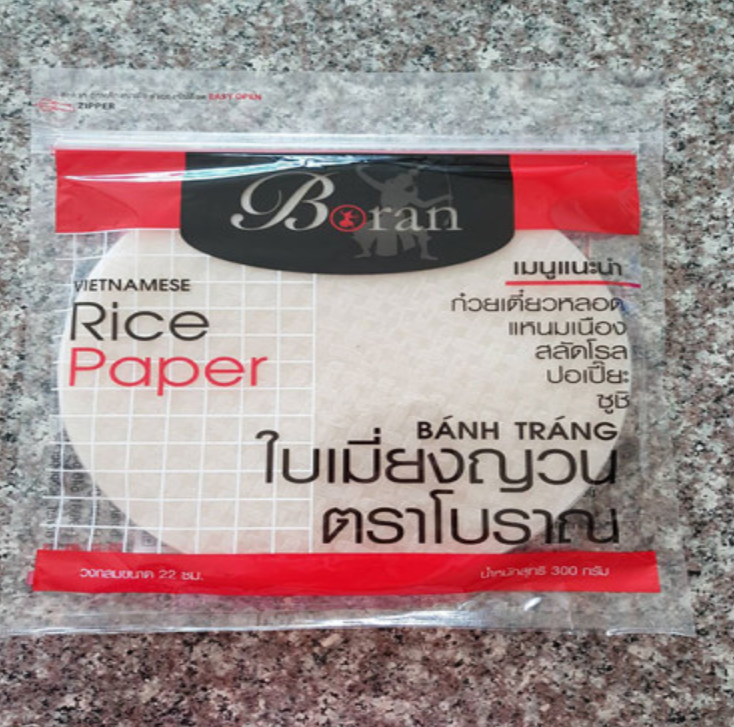 EASY OPEN
ZIPPER
Boran
VIETNAMESE
Rice
Paper
เมนูแนะนำ
ก๋วยเตี๋ยวหลอด
แหนมเนือง
สลัดโรล
ปอเปี๊ยะ
ซูชิ
BÁNH TRÁNG
ใบเมี่ยงญวน
ตราโบราณ
วงกลมขนาด 22 ซม.
น้ำหนักสุทธิ 300 กรัม